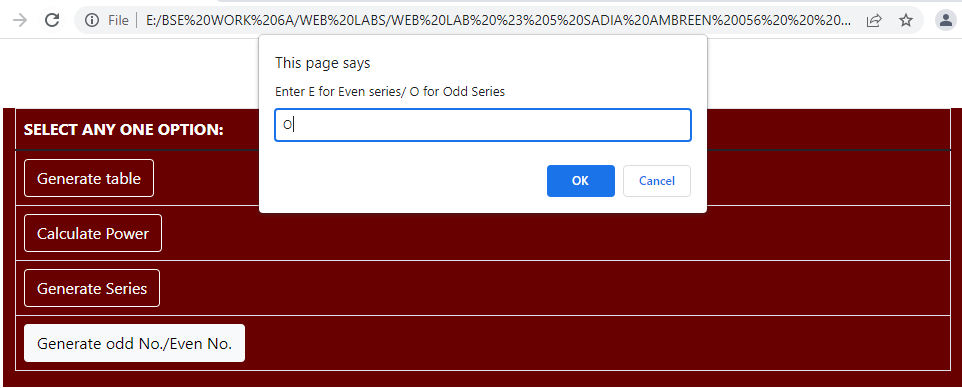 File E:/BSE%20WORK%206A/WEB%20LABS/WEB%20LAB%20%23%205%20SADIA%20AMBREEN%20056%20%20%20...
This page says
Enter E for Even series/ O for Odd Series
O
OK Cancel
SELECT ANY ONE OPTION:
Generate table
Calculate Power
Generate Series
Generate odd No./Even No.